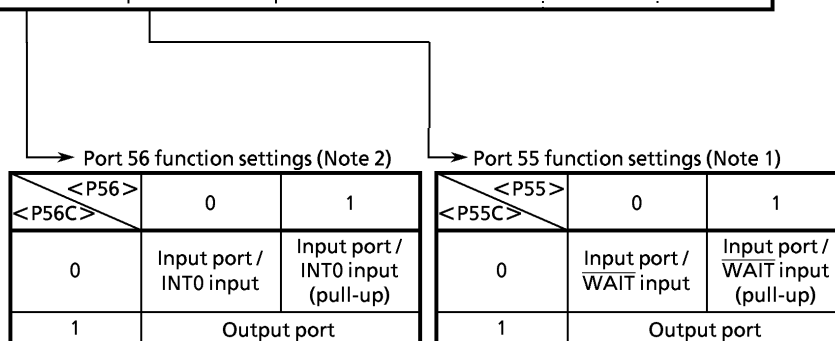 Port 56 function settings (Note 2)
<P56>
<P56C>
0
1
0
Input port /
INT0 input
Input port /
INT0 input
(pull-up)
1
Output port
Port 55 function settings (Note 1)
<P55>
<P55C>
0
1
0
Input port /
WAIT input
Input port /
WAIT input
(pull-up)
1
Output port